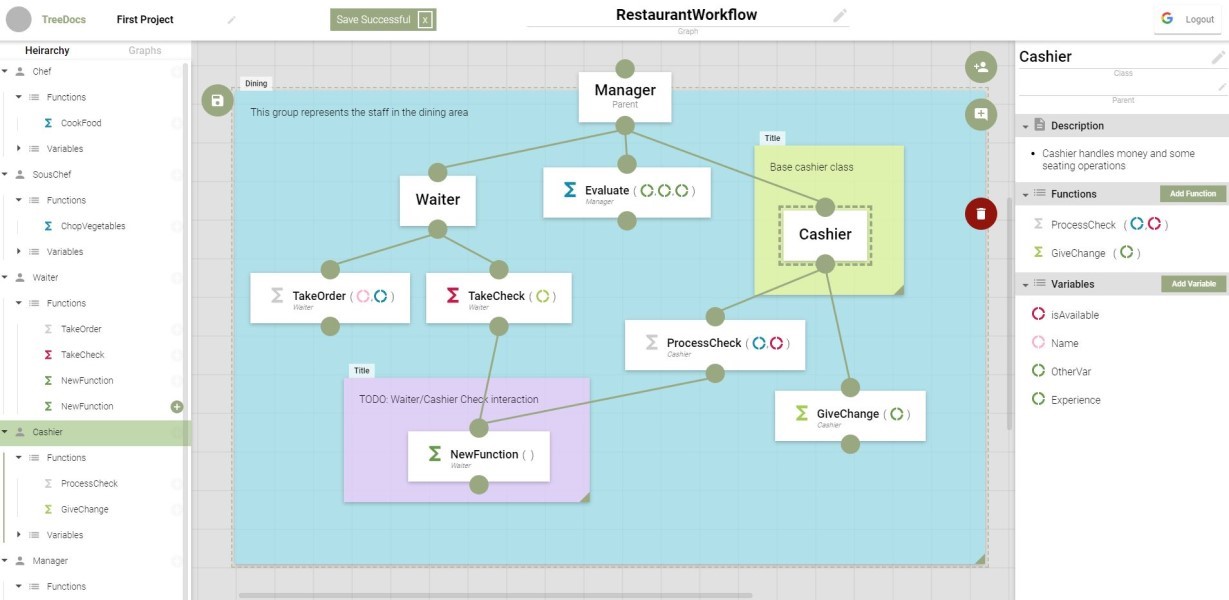 TreeDocs
First Project
Save Successful x
RestaurantWorkflow
Graph
Logout
Heirarchy
Graphs
Chef
Functions
CookFood
Variables
SousChef
Functions
ChopVegetables
Variables
Waiter
Functions
TakeOrder
TakeCheck
NewFunction
NewFunction
Cashier
Functions
ProcessCheck
GiveChange
Variables
Manager
Functions
Dining
This group represents the staff in the dining area
Manager
Parent
Title
Base cashier class
Waiter
Σ Evaluate ( , , )
Manager
Cashier
Σ TakeOrder ( , )
Waiter
Σ TakeCheck ( )
Waiter
Σ ProcessCheck ( , )
Cashier
Title
TODO: Waiter/Cashier Check interaction
Σ NewFunction ( )
Waiter
Σ GiveChange ( )
Cashier
Cashier
Class
Parent
Description
Cashier handles money and some
seating operations
Functions
Add Function
Σ ProcessCheck ( , )
Σ GiveChange ( )
Variables
Add Variable
isAvailable
Name
OtherVar
Experience